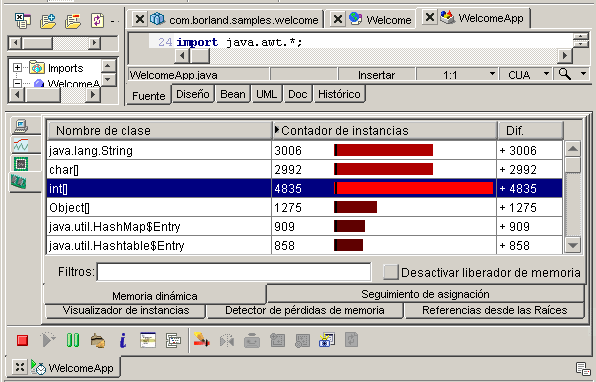 com.borland.samples.welcome Welcome WelcomeApp
24 import java.awt.*;
Imports
WelcomeA
WelcomeApp.java Insertar 1:1 CUA
Fuente Diseño Bean UML Doc Histórico
Nombre de clase Contador de instancias Dif.
java.lang.String 3006 + 3006
char[] 2992 + 2992
int[] 4835 + 4835
Object[] 1275 + 1275
java.util.HashMap$Entry 909 + 909
java.util.Hashtable$Entry 858 + 858
Filtros: Desactivar liberador de memoria
Memoria dinámica Seguimiento de asignación
Visualizador de instancias Detector de pérdidas de memoria Referencias desde las Raíces
WelcomeApp